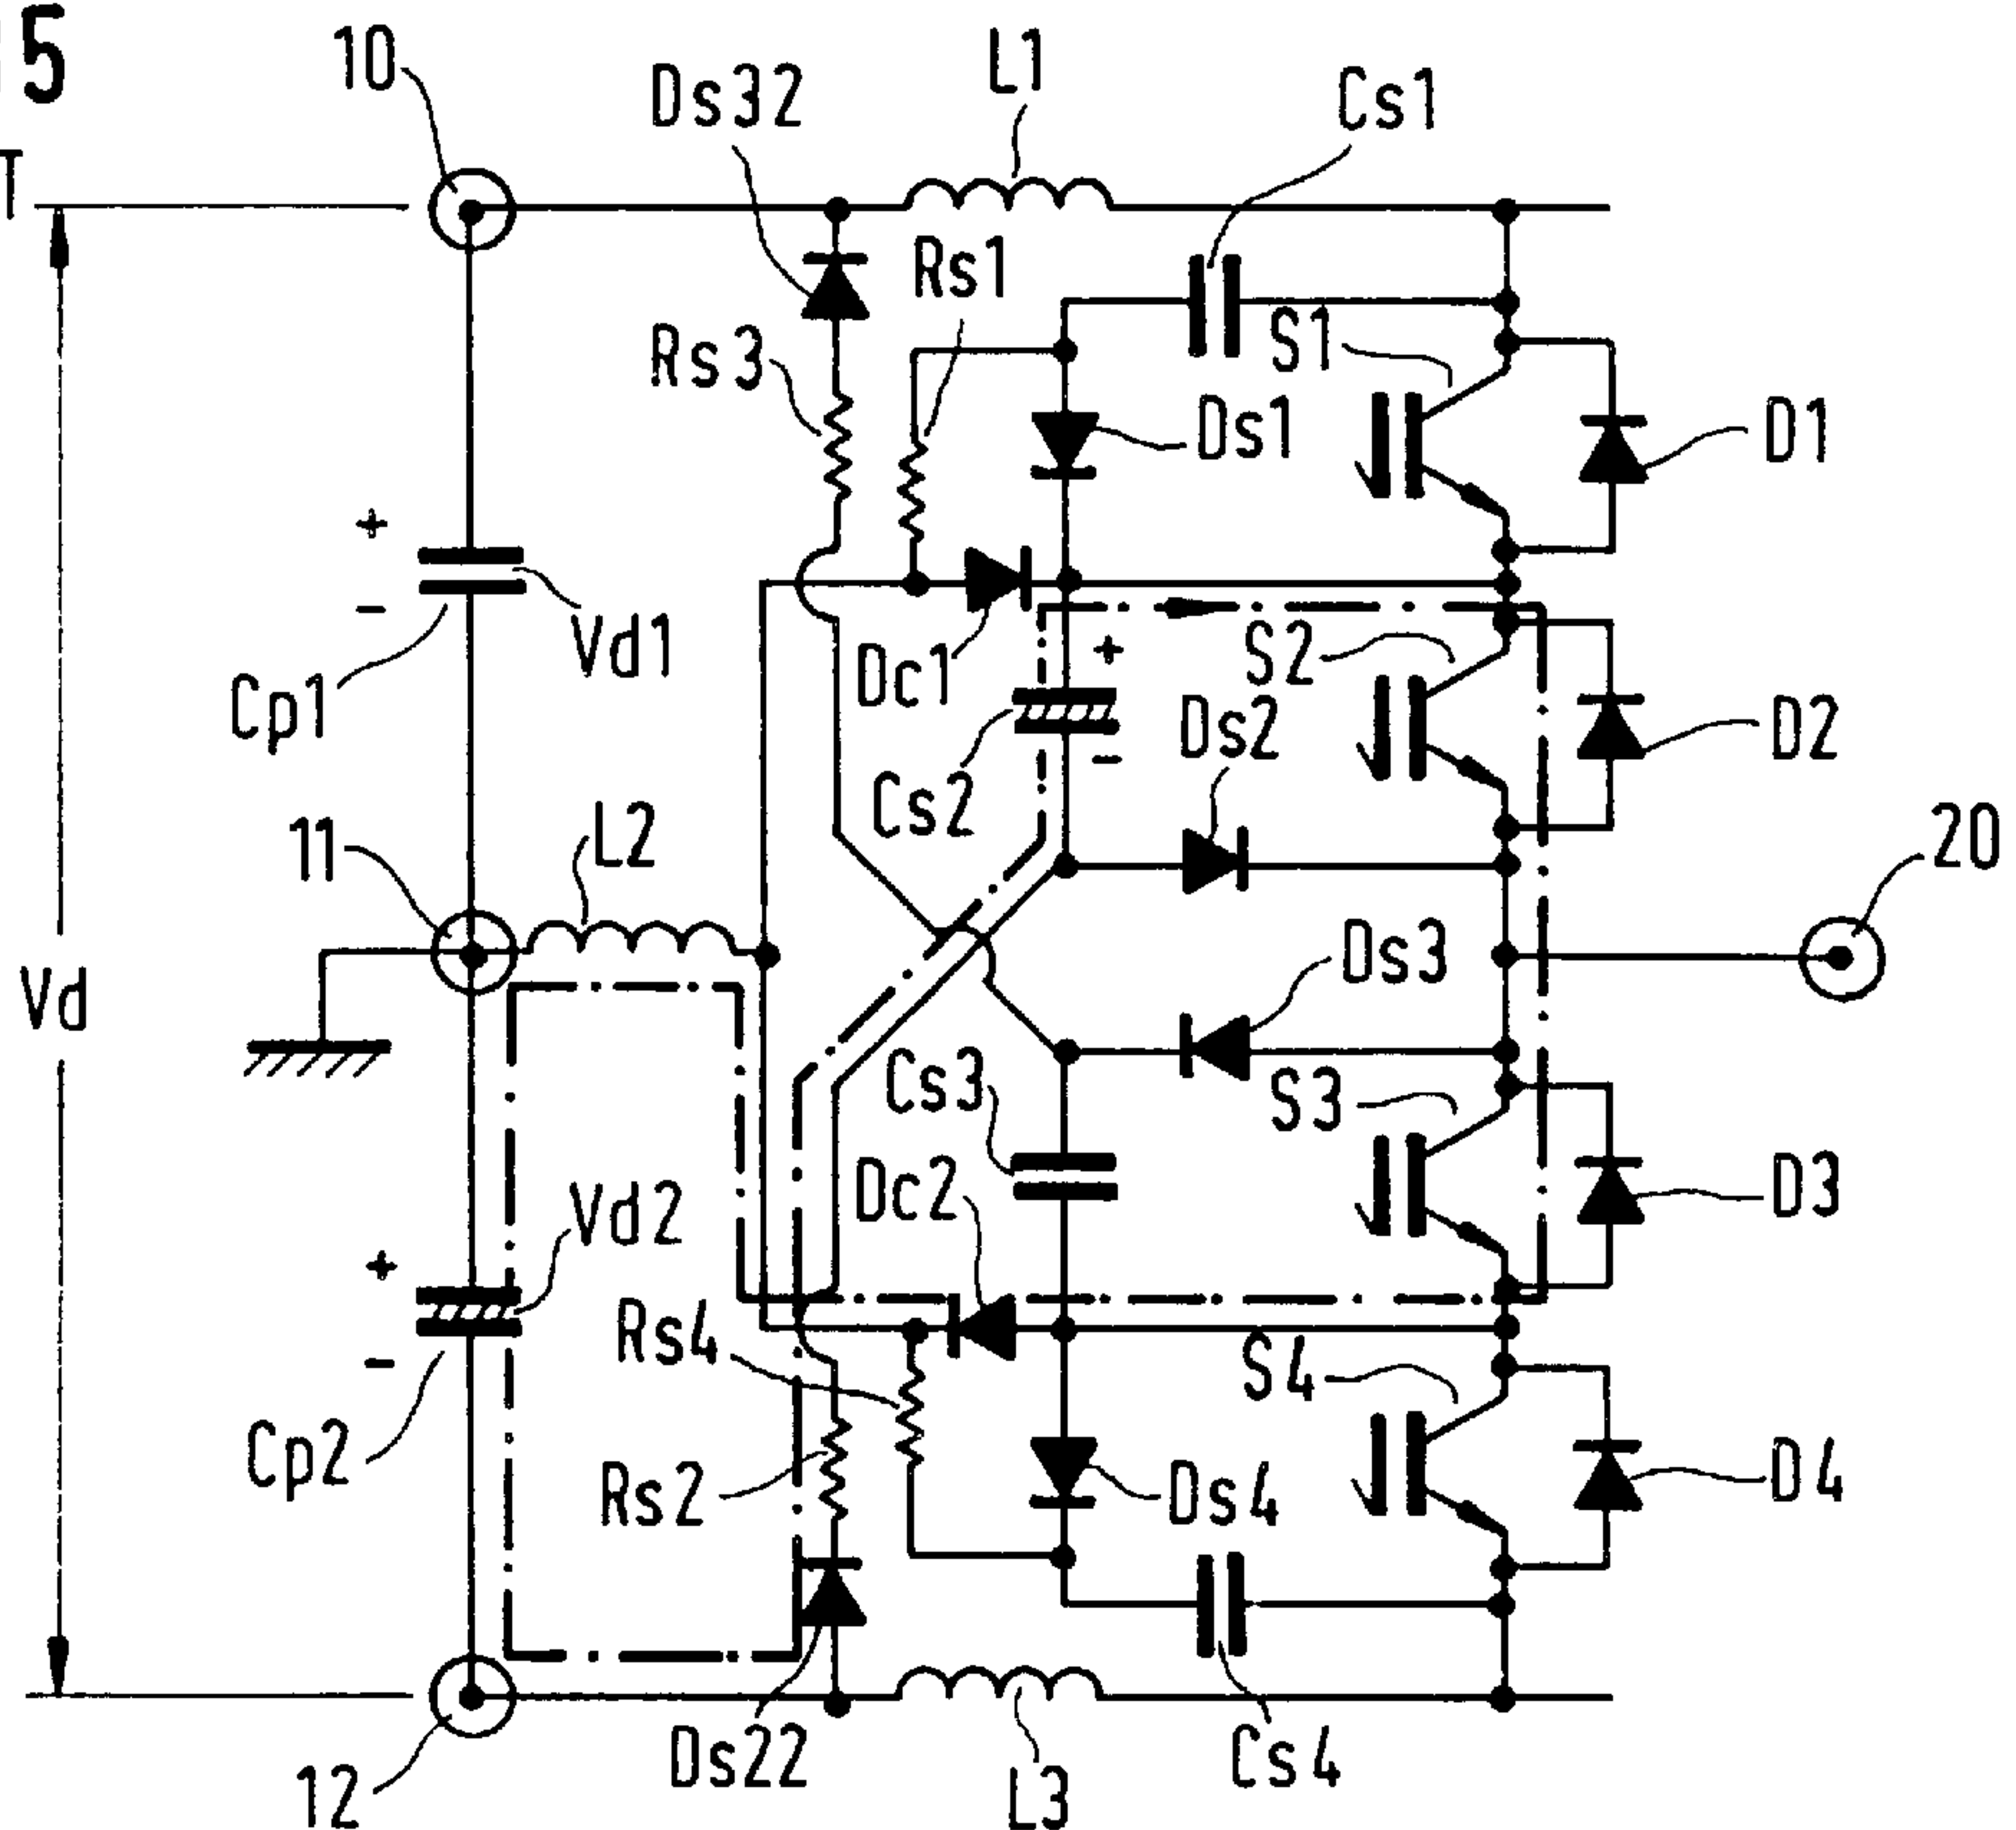 5
T
10
Ds32
L1
Cs1
Rs1
Rs3
S1
Ds1
D1
+
-
Vd1
Cp1
Dc1
+
S2
Cs2
-
Ds2
D2
11
L2
20
Vd
Ds3
Cs3
S3
D3
Vd2
Dc2
+
-
Rs4
S4
Cp2
Rs2
Ds4
D4
12
Ds22
L3
Cs4